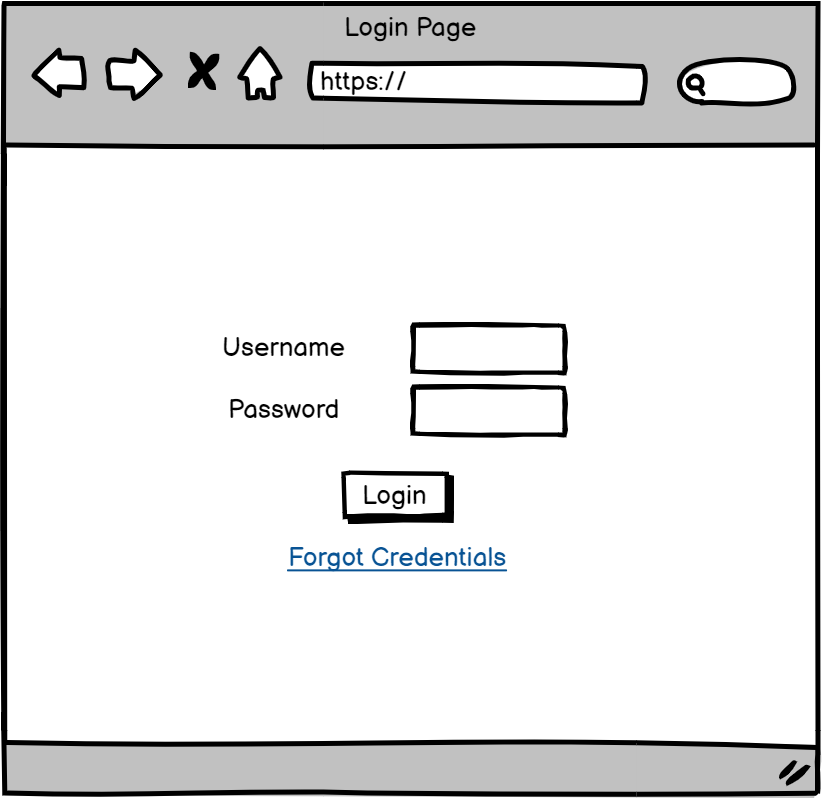 Login Page
https://
Username
Password
Login
Forgot Credentials